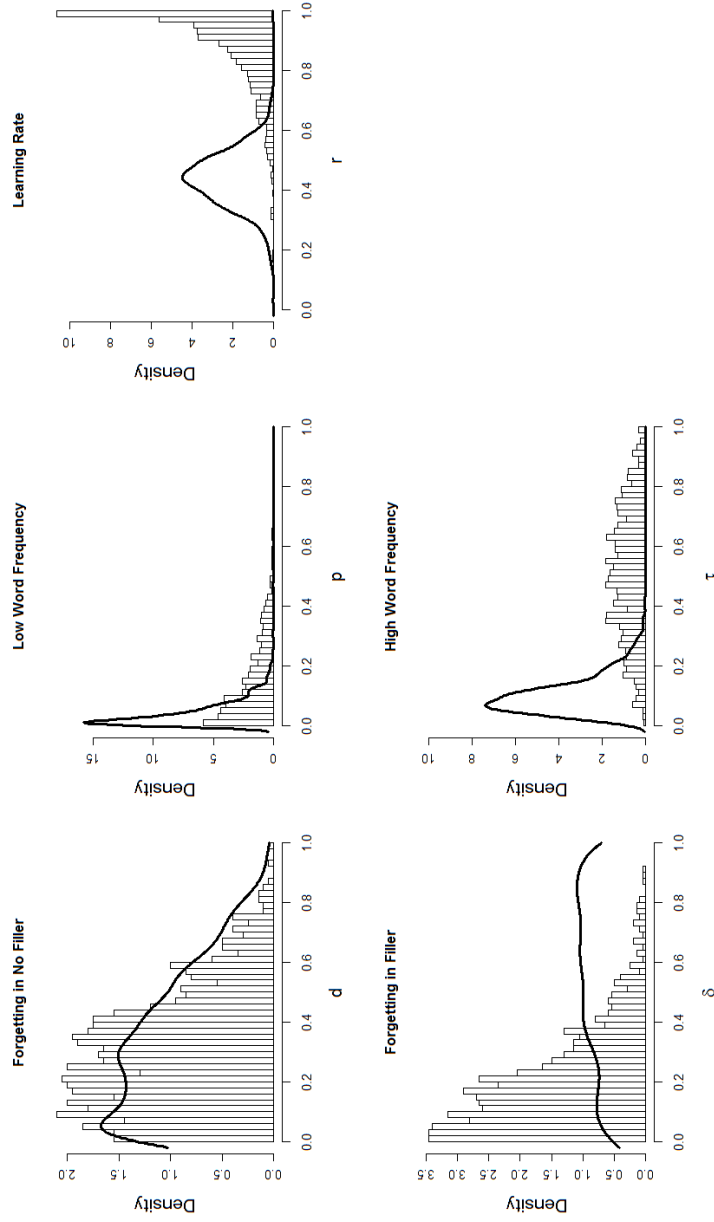 Forgetting in No Filler
Density
0.0 0.5 1.0 1.5 2.0
0.0 0.2 0.4 0.6 0.8 1.0
d
Low Word Frequency
Density
0 5 10 15
0.0 0.2 0.4 0.6 0.8 1.0
p
Learning Rate
Density
0 2 4 6 8 10
0.0 0.2 0.4 0.6 0.8 1.0
r
Forgetting in Filler
Density
0.0 0.5 1.0 1.5 2.0 2.5 3.0 3.5
0.0 0.2 0.4 0.6 0.8 1.0
δ
High Word Frequency
Density
0 2 4 6 8 10
0.0 0.2 0.4 0.6 0.8 1.0
τ